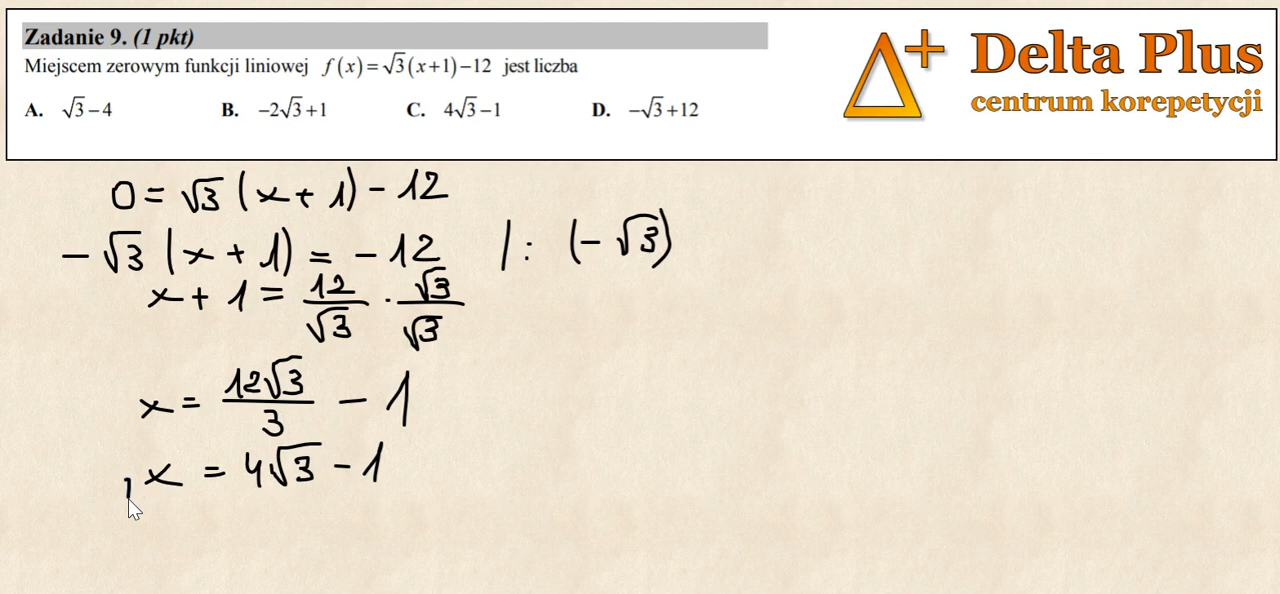 Zadanie 9. (1 pkt)
Miejscem zerowym funkcji liniowej f(x)=√3(x+1)−12 jest liczba
A. √3−4 B. −2√3+1 C. 4√3−1 D. −√3+12
Δ+ Delta Plus
centrum korepetycji
0 = √3 (x + 1) − 12
−√3 (x + 1) = −12 | : (−√3)
x + 1 = 12/√3 · √3/√3
x = 12√3/3 − 1
x = 4√3 − 1